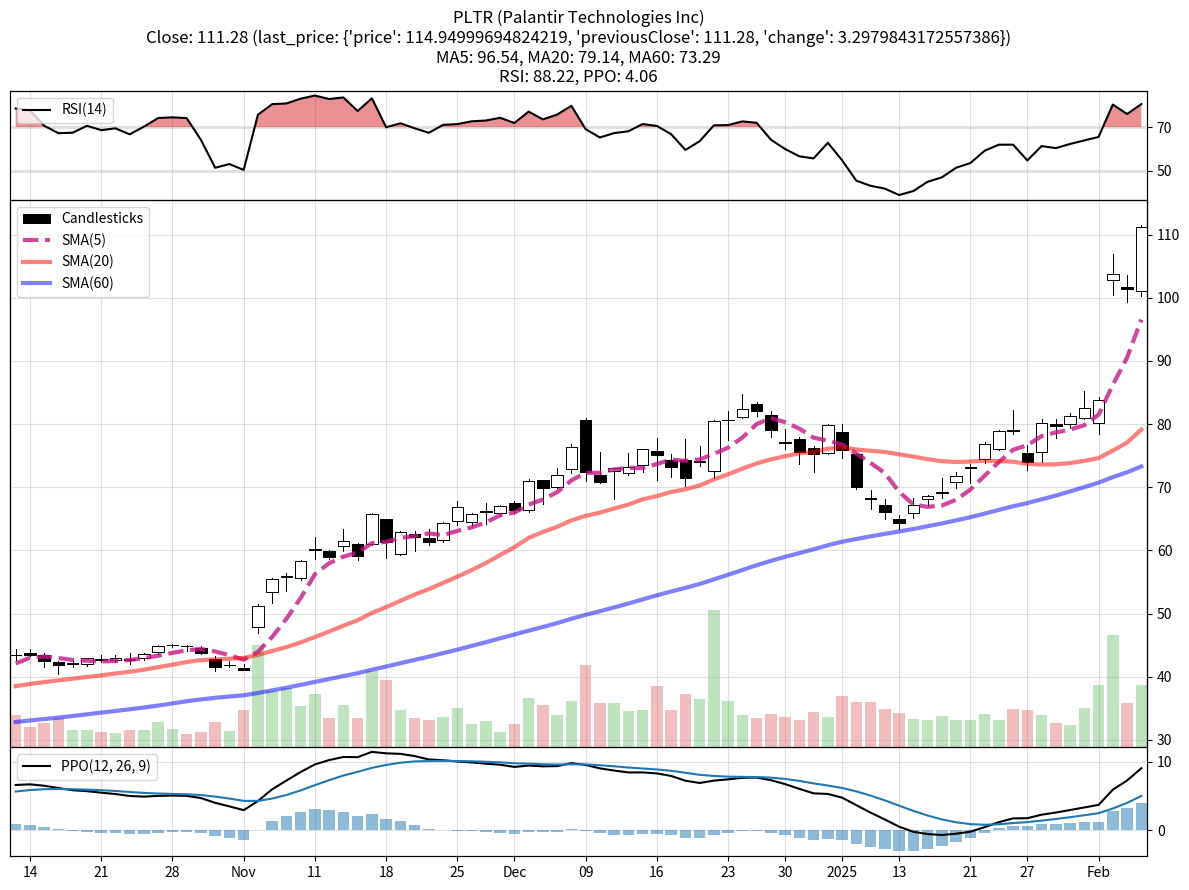 PLTR (Palantir Technologies Inc)
Close: 111.28 (last_price: {'price': 114.94999694824219, 'previousClose': 111.28, 'change': 3.2979843172557386})
MA5: 96.54, MA20: 79.14, MA60: 73.29
RSI: 88.22, PPO: 4.06
RSI(14)
70
50
Candlesticks
SMA(5)
SMA(20)
SMA(60)
110
100
90
80
70
60
50
40
30
PPO(12, 26, 9)
10
0
14 21 28 Nov 11 18 25 Dec 09 16 23 30 2025 13 21 27 Feb